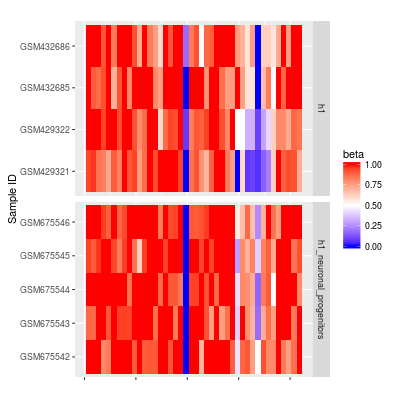 GSM432686
GSM432685
GSM429322
GSM429321
h1
GSM675546
GSM675545
GSM675544
GSM675543
GSM675542
h1_neuronal_progenitors
Sample ID
beta
1.00
0.75
0.50
0.25
0.00